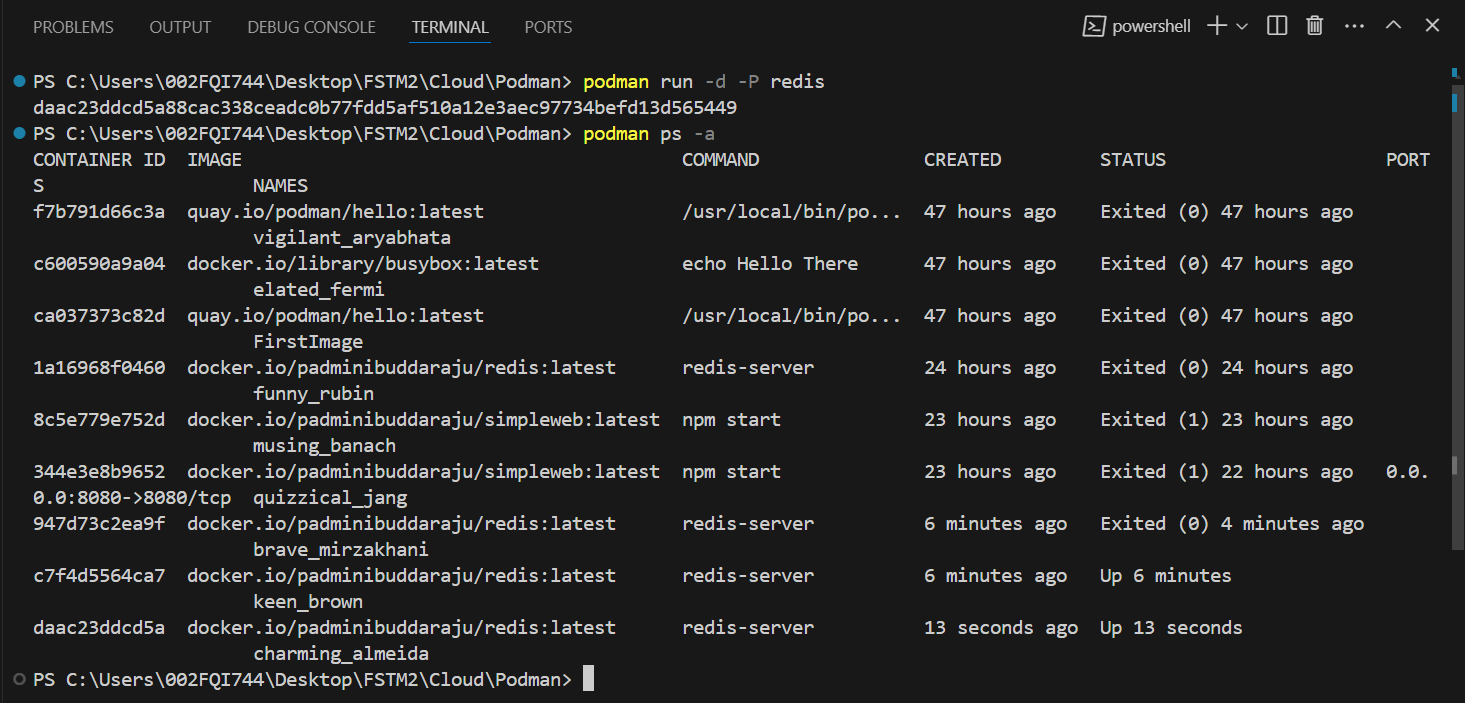 PROBLEMS OUTPUT DEBUG CONSOLE TERMINAL PORTS powershell
PS C:\Users\002FQI744\Desktop\FSTM2\Cloud\Podman> podman run -d -P redis
daac23ddcd5a88cac338ceadc0b77fdd5af510a12e3aec97734befd13d565449
PS C:\Users\002FQI744\Desktop\FSTM2\Cloud\Podman> podman ps -a
CONTAINER ID  IMAGE                                        COMMAND               CREATED         STATUS                    PORT
S                   NAMES
f7b791d66c3a  quay.io/podman/hello:latest                  /usr/local/bin/po...  47 hours ago    Exited (0) 47 hours ago
                    vigilant_aryabhata
c600590a9a04  docker.io/library/busybox:latest             echo Hello There      47 hours ago    Exited (0) 47 hours ago
                    elated_fermi
ca037373c82d  quay.io/podman/hello:latest                  /usr/local/bin/po...  47 hours ago    Exited (0) 47 hours ago
                    FirstImage
1a16968f0460  docker.io/padminibuddaraju/redis:latest      redis-server          24 hours ago    Exited (0) 24 hours ago
                    funny_rubin
8c5e779e752d  docker.io/padminibuddaraju/simpleweb:latest  npm start             23 hours ago    Exited (1) 23 hours ago
                    musing_banach
344e3e8b9652  docker.io/padminibuddaraju/simpleweb:latest  npm start             23 hours ago    Exited (1) 22 hours ago   0.0.
0.0:8080->8080/tcp  quizzical_jang
947d73c2ea9f  docker.io/padminibuddaraju/redis:latest      redis-server          6 minutes ago   Exited (0) 4 minutes ago
                    brave_mirzakhani
c7f4d5564ca7  docker.io/padminibuddaraju/redis:latest      redis-server          6 minutes ago   Up 6 minutes
                    keen_brown
daac23ddcd5a  docker.io/padminibuddaraju/redis:latest      redis-server          13 seconds ago  Up 13 seconds
                    charming_almeida
PS C:\Users\002FQI744\Desktop\FSTM2\Cloud\Podman>